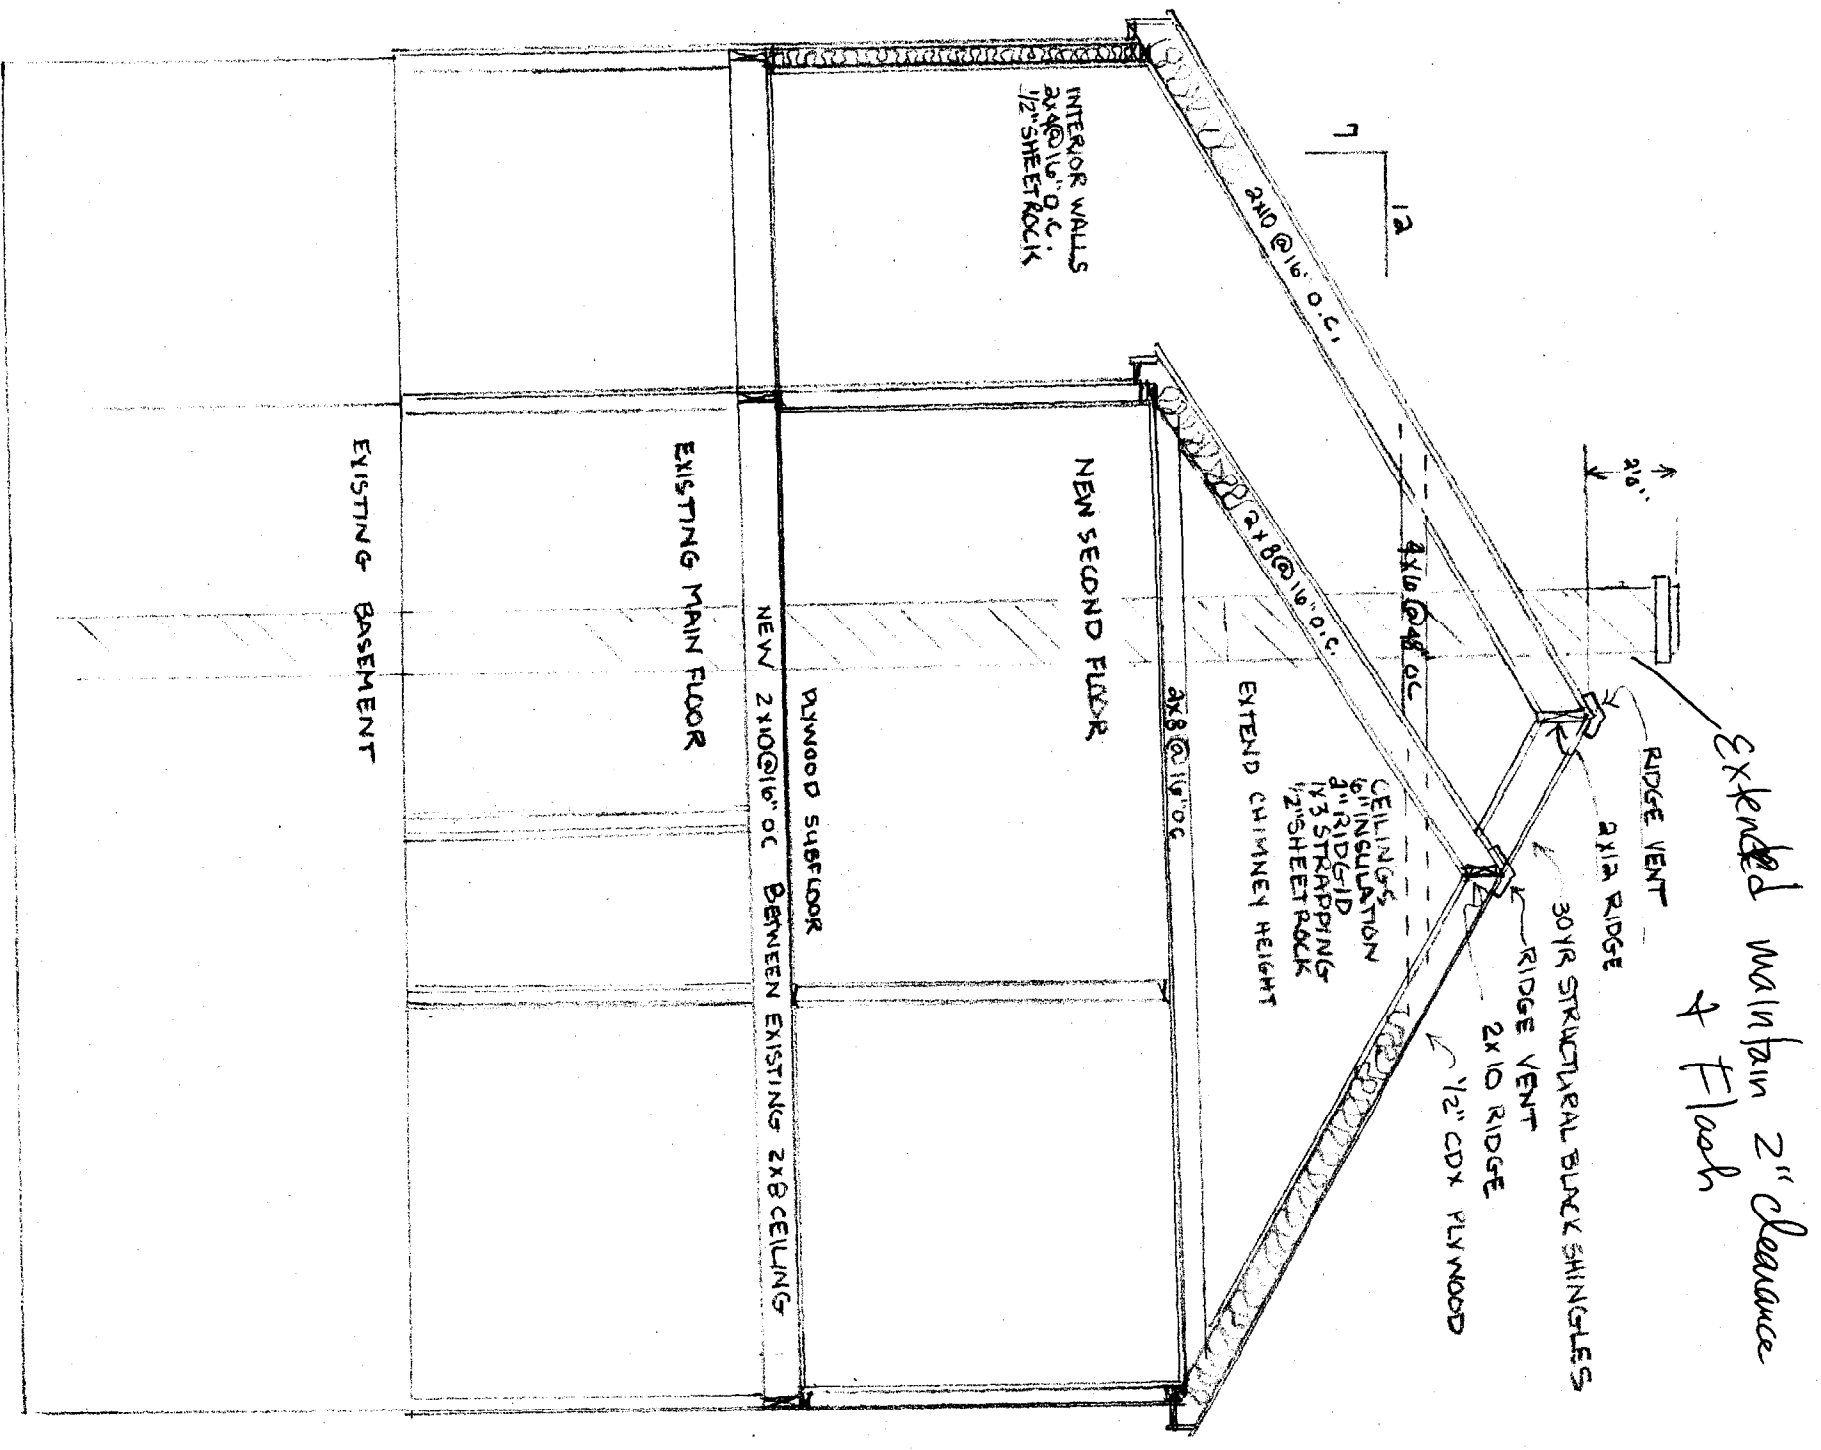 Extended maintain 2" clearance
& Flash
RIDGE VENT
2X12 RIDGE
30YR STRUCTURAL BLACK SHINGLES
RIDGE VENT
2X10 RIDGE
1/2" CDX PLYWOOD
2'0"
12
7
2X10 @ 16" O.C.
4X6 @ 48" OC
2X8 @ 16" O.C.
CEILINGS
6" INSULATION
2" RIDGID
1X3 STRAPPING
1/2" SHEETROCK
EXTEND CHIMNEY HEIGHT
2X8 @ 16" OC
INTERIOR WALLS
2X4 @ 16" O.C.
1/2" SHEETROCK
NEW SECOND FLOOR
PLYWOOD SUBFLOOR
NEW 2X10 @ 16" OC BETWEEN EXISTING 2X8 CEILING
EXISTING MAIN FLOOR
EXISTING BASEMENT